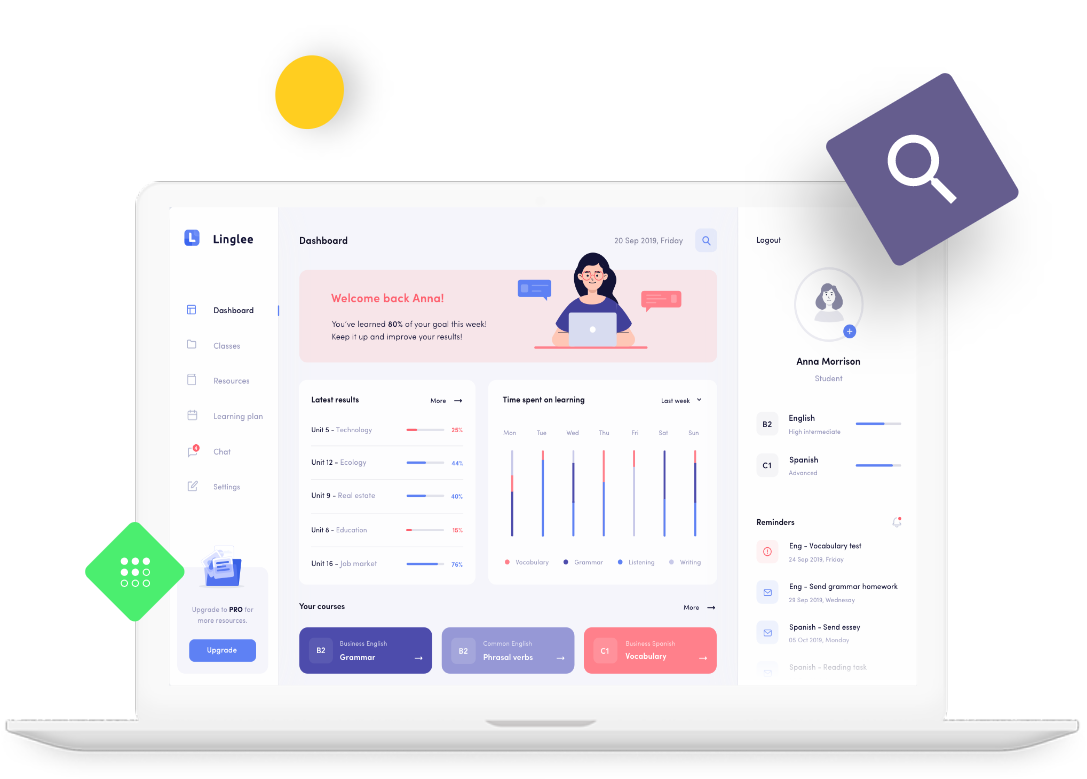 Linglee
Dashboard
Classes
Resources
Learning plan
Chat
Settings
Upgrade to PRO for
more resources.
Upgrade
Dashboard
20 Sep 2019, Friday
Welcome back Anna!
You've learned 80% of your goal this week!
Keep it up and improve your results!
Latest results
More
Unit 5 - Technology
25%
Unit 12 - Ecology
44%
Unit 9 - Real estate
40%
Unit 8 - Education
15%
Unit 16 - Job market
76%
Time spent on learning
Last week
Mon Tue Wed Thu Fri Sat Sun
Vocabulary Grammar Listening Writing
Your courses
More
B2
Business English
Grammar
B2
Common English
Phrasal verbs
C1
Business Spanish
Vocabulary
Logout
Anna Morrison
Student
B2
English
High intermediate
C1
Spanish
Advanced
Reminders
Eng - Vocabulary test
24 Sep 2019, Friday
Eng - Send grammar homework
28 Sep 2019, Wednesay
Spanish - Send essey
05 Oct 2019, Monday
Spanish - Reading task